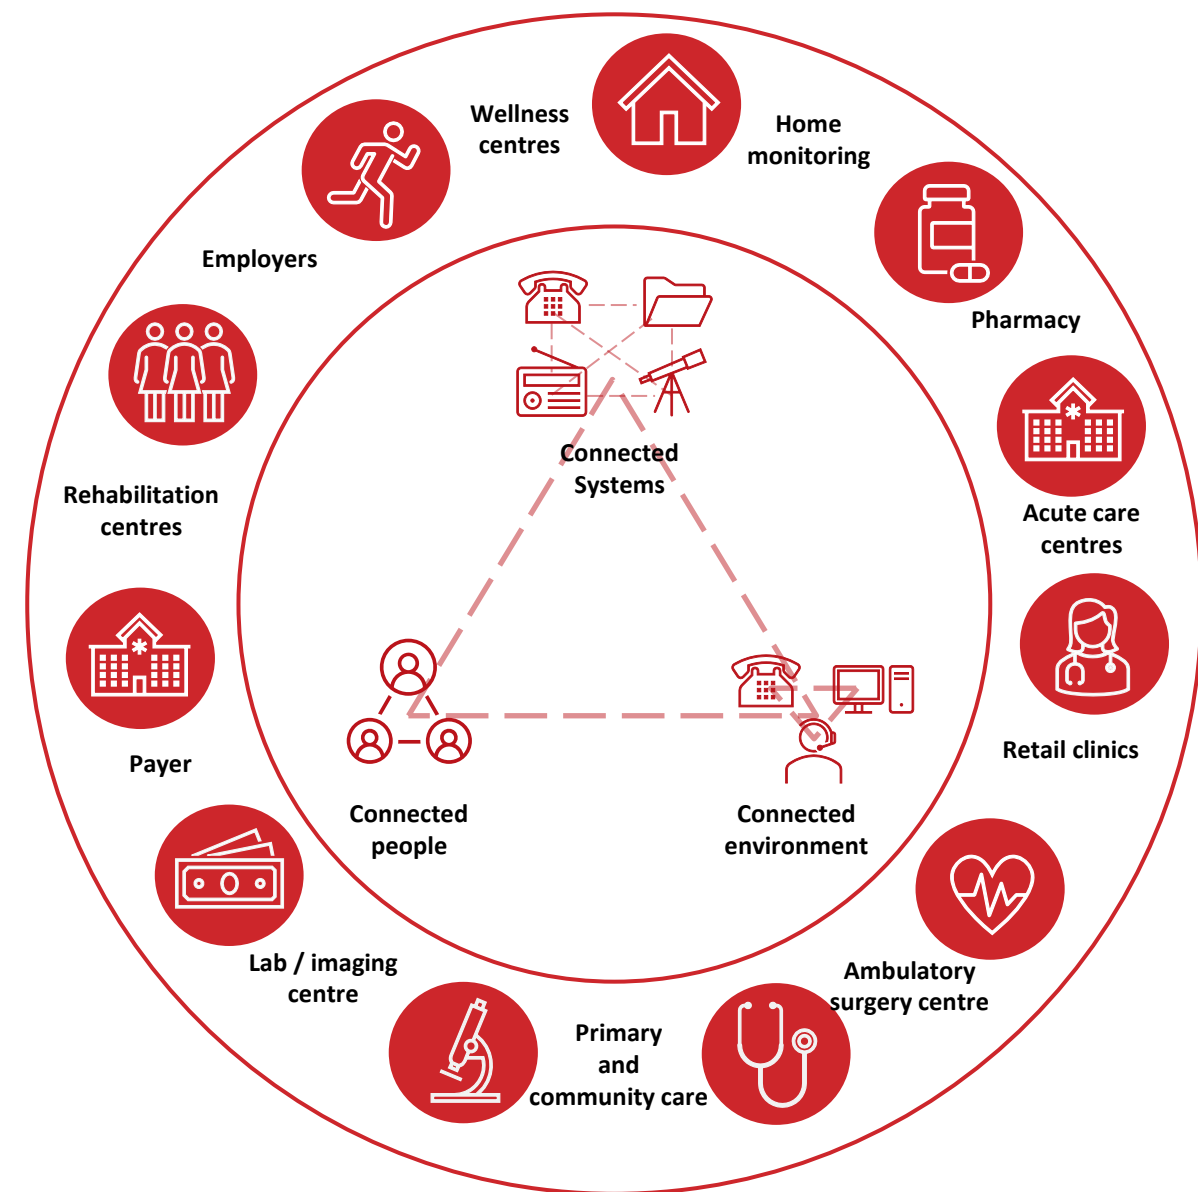 Wellness
centres
Home
monitoring
Employers
Pharmacy
Connected
Systems
Rehabilitation
centres
Acute care
centres
Payer
Retail clinics
Connected
people
Connected
environment
Lab / imaging
centre
Ambulatory
surgery centre
Primary
and
community care